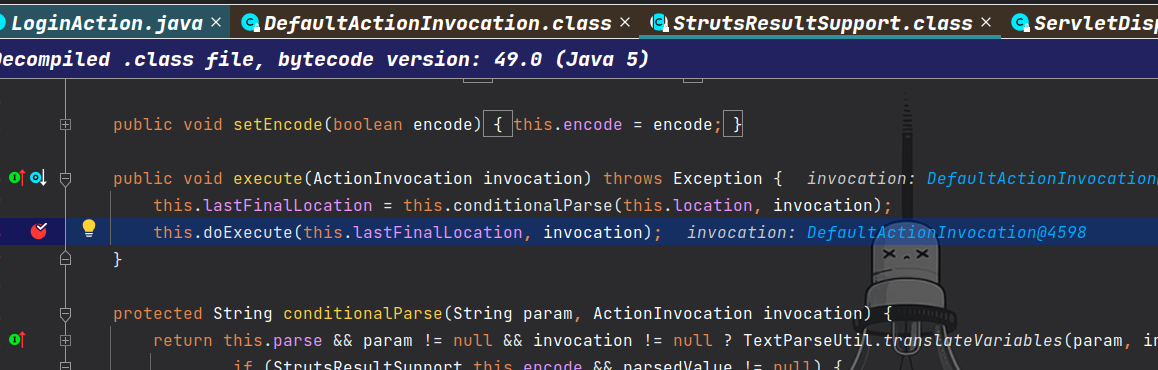 LoginAction.java × DefaultActionInvocation.class × StrutsResultSupport.class × ServletDisp
Decompiled .class file, bytecode version: 49.0 (Java 5)
public void setEncode(boolean encode) { this.encode = encode; }
public void execute(ActionInvocation invocation) throws Exception { invocation: DefaultActionInvocation
this.lastFinalLocation = this.conditionalParse(this.location, invocation);
this.doExecute(this.lastFinalLocation, invocation); invocation: DefaultActionInvocation@4598
}
protected String conditionalParse(String param, ActionInvocation invocation) {
return this.parse && param != null && invocation != null ? TextParseUtil.translateVariables(param, in
if (StrutsResultSupport.this.encode && parsedValue != null) {